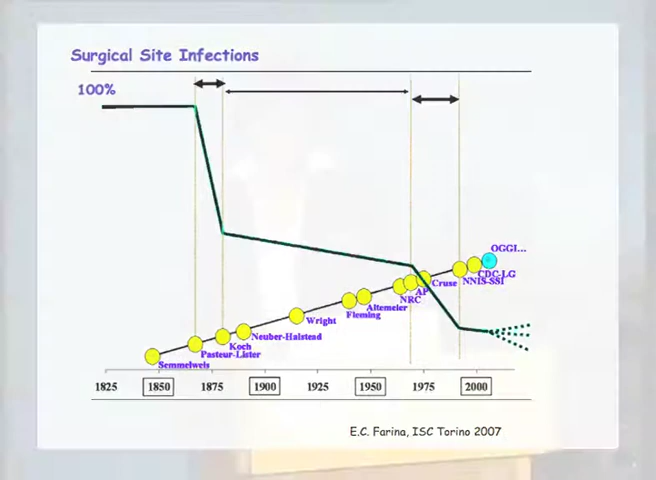 Surgical Site Infections
100%
OGGI...
CDC-LG
NNIS-SSI
Cruse
AP
NRC
Altemeier
Fleming
Wright
Neuber-Halstead
Koch
Pasteur-Lister
Semmelweis
1825 1850 1875 1900 1925 1950 1975 2000
E.C. Farina, ISC Torino 2007